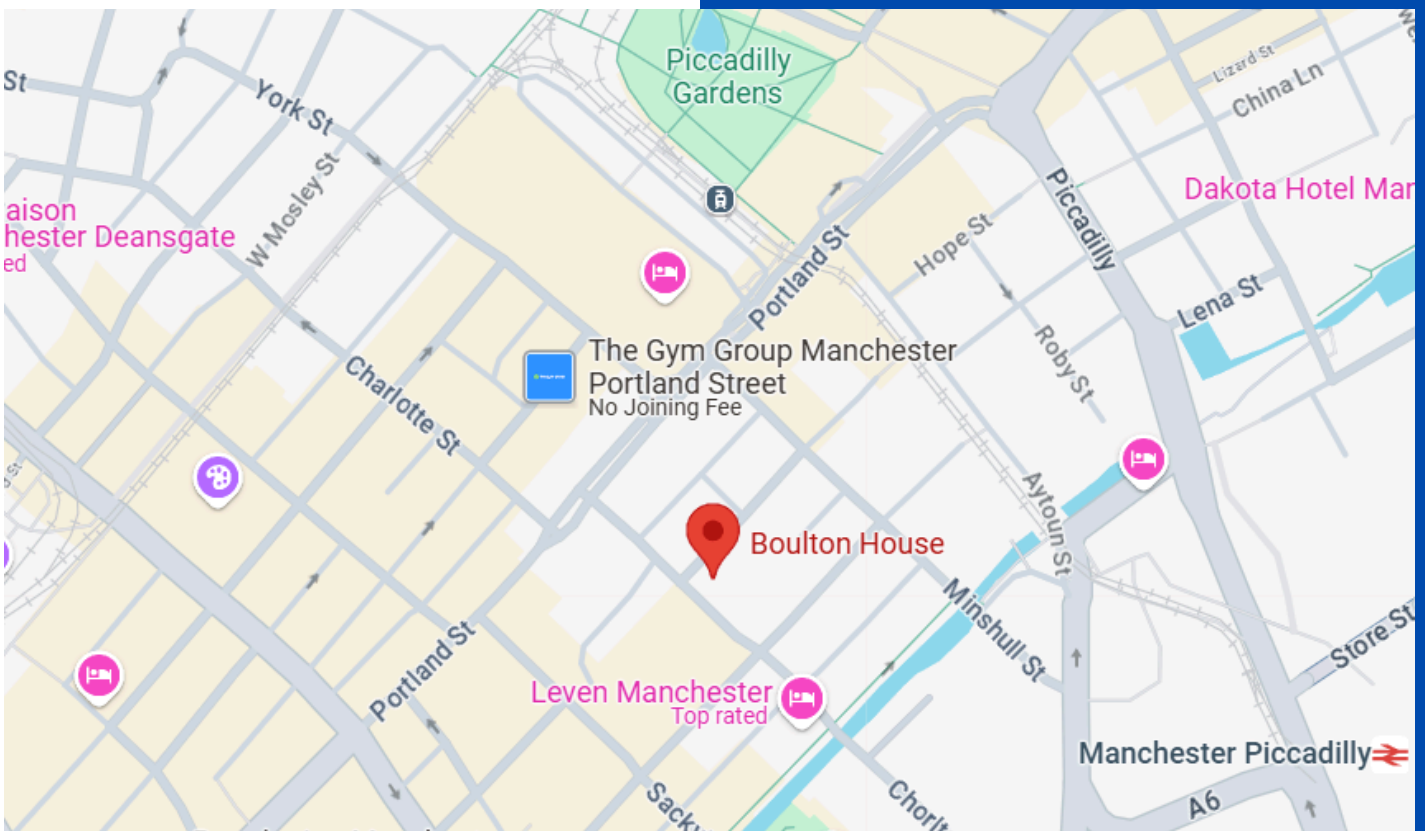 Piccadilly
Gardens
St
York St
W Mosley St
Lizard St
China Ln
Piccadilly
Dakota Hotel Mar
aison
hester Deansgate
ed
Hope St
Portland St
Lena St
Roby St
The Gym Group Manchester
Portland Street
No Joining Fee
Charlotte St
Aytoun St
Boulton House
Minshull St
Store St
Portland St
Leven Manchester
Top rated
Manchester Piccadilly
Sackv
Chorlt
A6